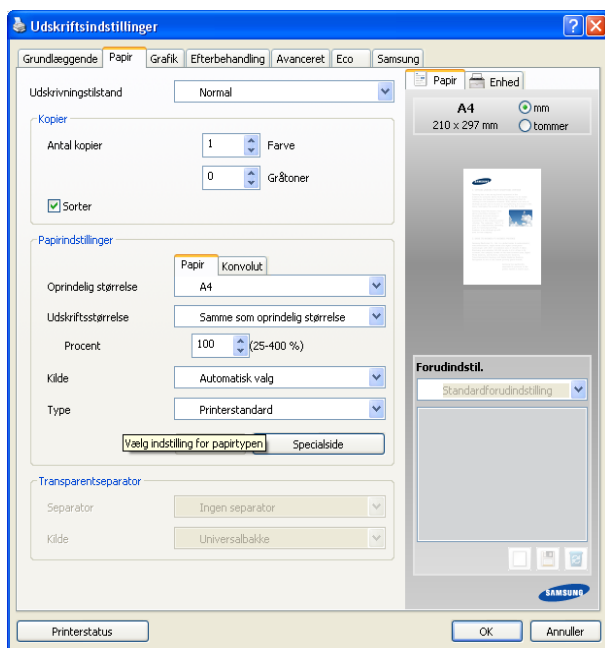 Udskriftsindstillinger
Grundlæggende Papir Grafik Efterbehandling Avanceret Eco Samsung
Udskrivningstilstand Normal
Kopier
Antal kopier 1 Farve
0 Gråtoner
Sorter
Papirindstillinger
Papir Konvolut
Oprindelig størrelse A4
Udskriftsstørrelse Samme som oprindelig størrelse
Procent 100 (25-400 %)
Kilde Automatisk valg
Type Printerstandard
Vælg indstilling for papirtypen Specialside
Transparentseparator
Separator Ingen separator
Kilde Universalbakke
Papir Enhed
A4 mm
210 x 297 mm tommer
Forudindstil.
Standardforudindstilling
SAMSUNG
Printerstatus OK Annuller